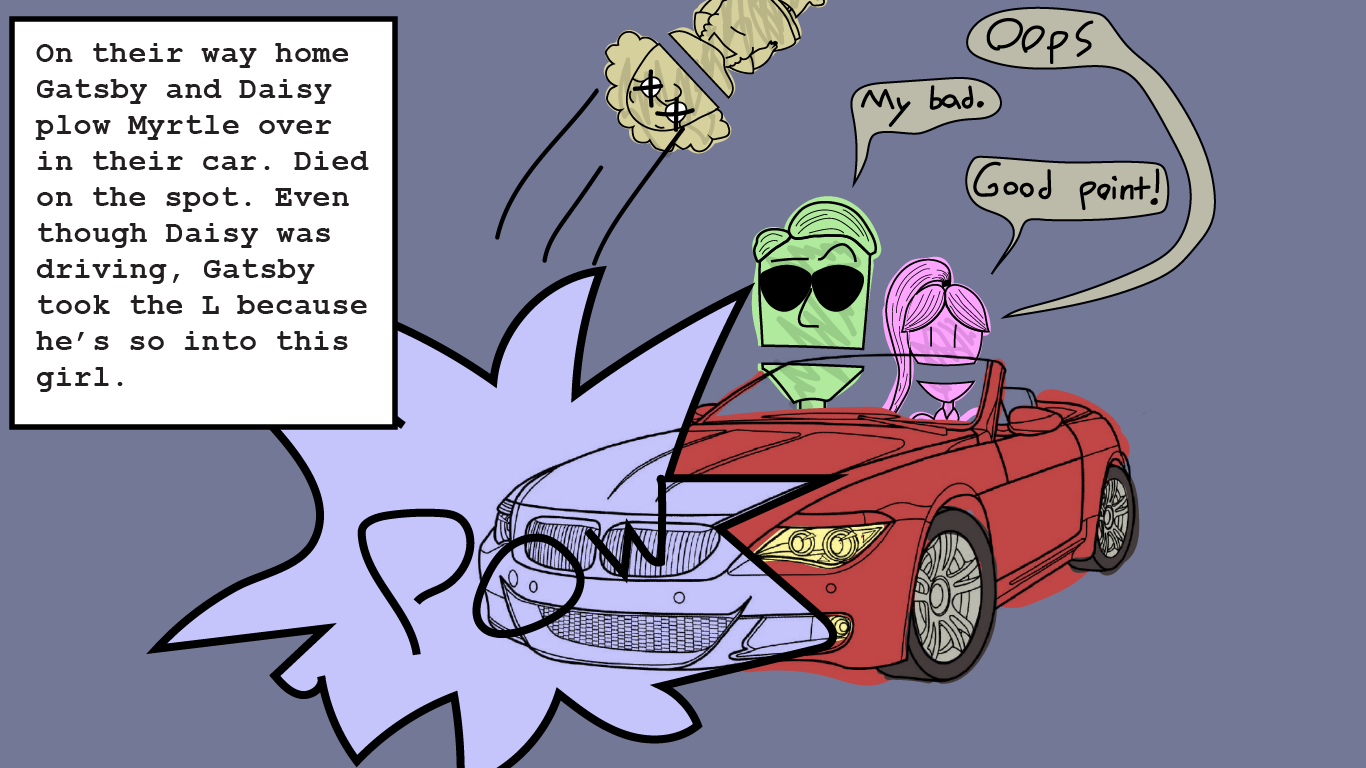 On their way home
Gatsby and Daisy
plow Myrtle over
in their car. Died
on the spot. Even
though Daisy was
driving, Gatsby
took the L because
he’s so into this
girl.
Oops
My bad.
Good point!
POW